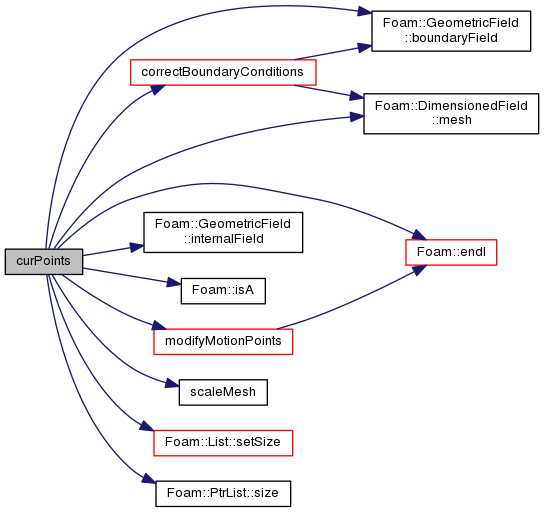 Foam::GeometricField
::boundaryField
correctBoundaryConditions
Foam::DimensionedField
::mesh
Foam::GeometricField
::internalField
Foam::endl
curPoints
Foam::isA
modifyMotionPoints
scaleMesh
Foam::List::setSize
Foam::PtrList::size